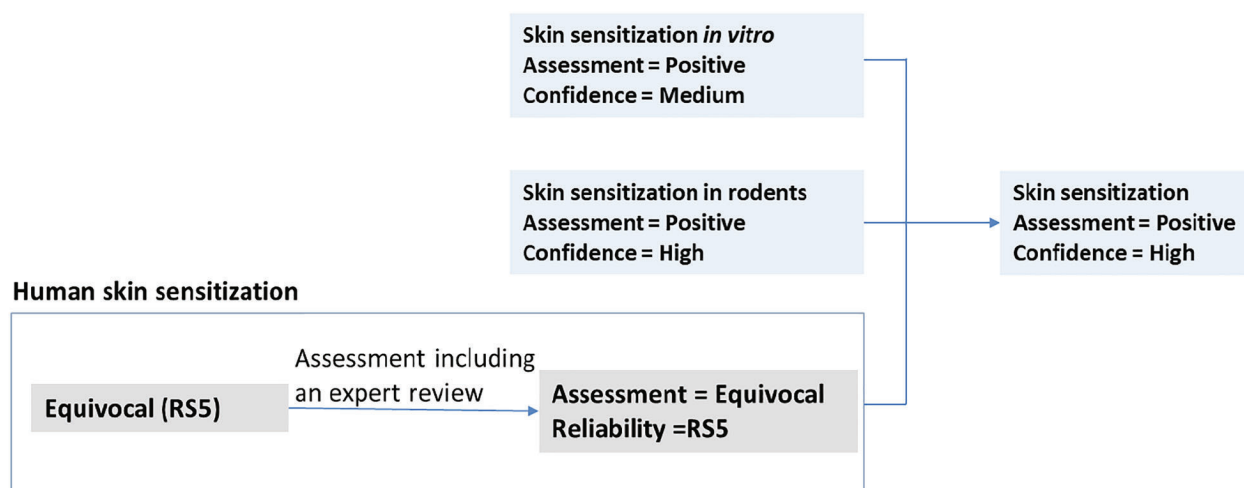 Skin sensitization in vitro
Assessment = Positive
Confidence = Medium
Skin sensitization in rodents
Assessment = Positive
Confidence = High
Skin sensitization
Assessment = Positive
Confidence = High
Human skin sensitization
Equivocal (RS5)
Assessment including
an expert review
Assessment = Equivocal
Reliability =RS5